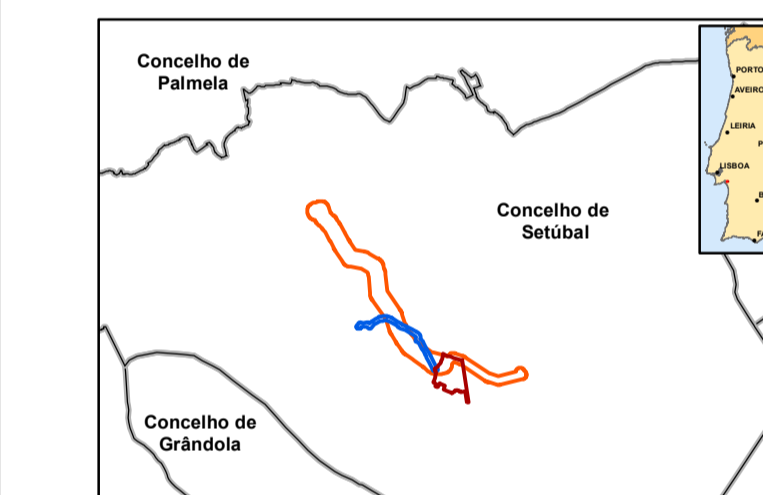 Concelho de
Palmela
Concelho de
Setúbal
Concelho de
Grândola
PORTO
AVEIRO
LEIRIA
LISBOA